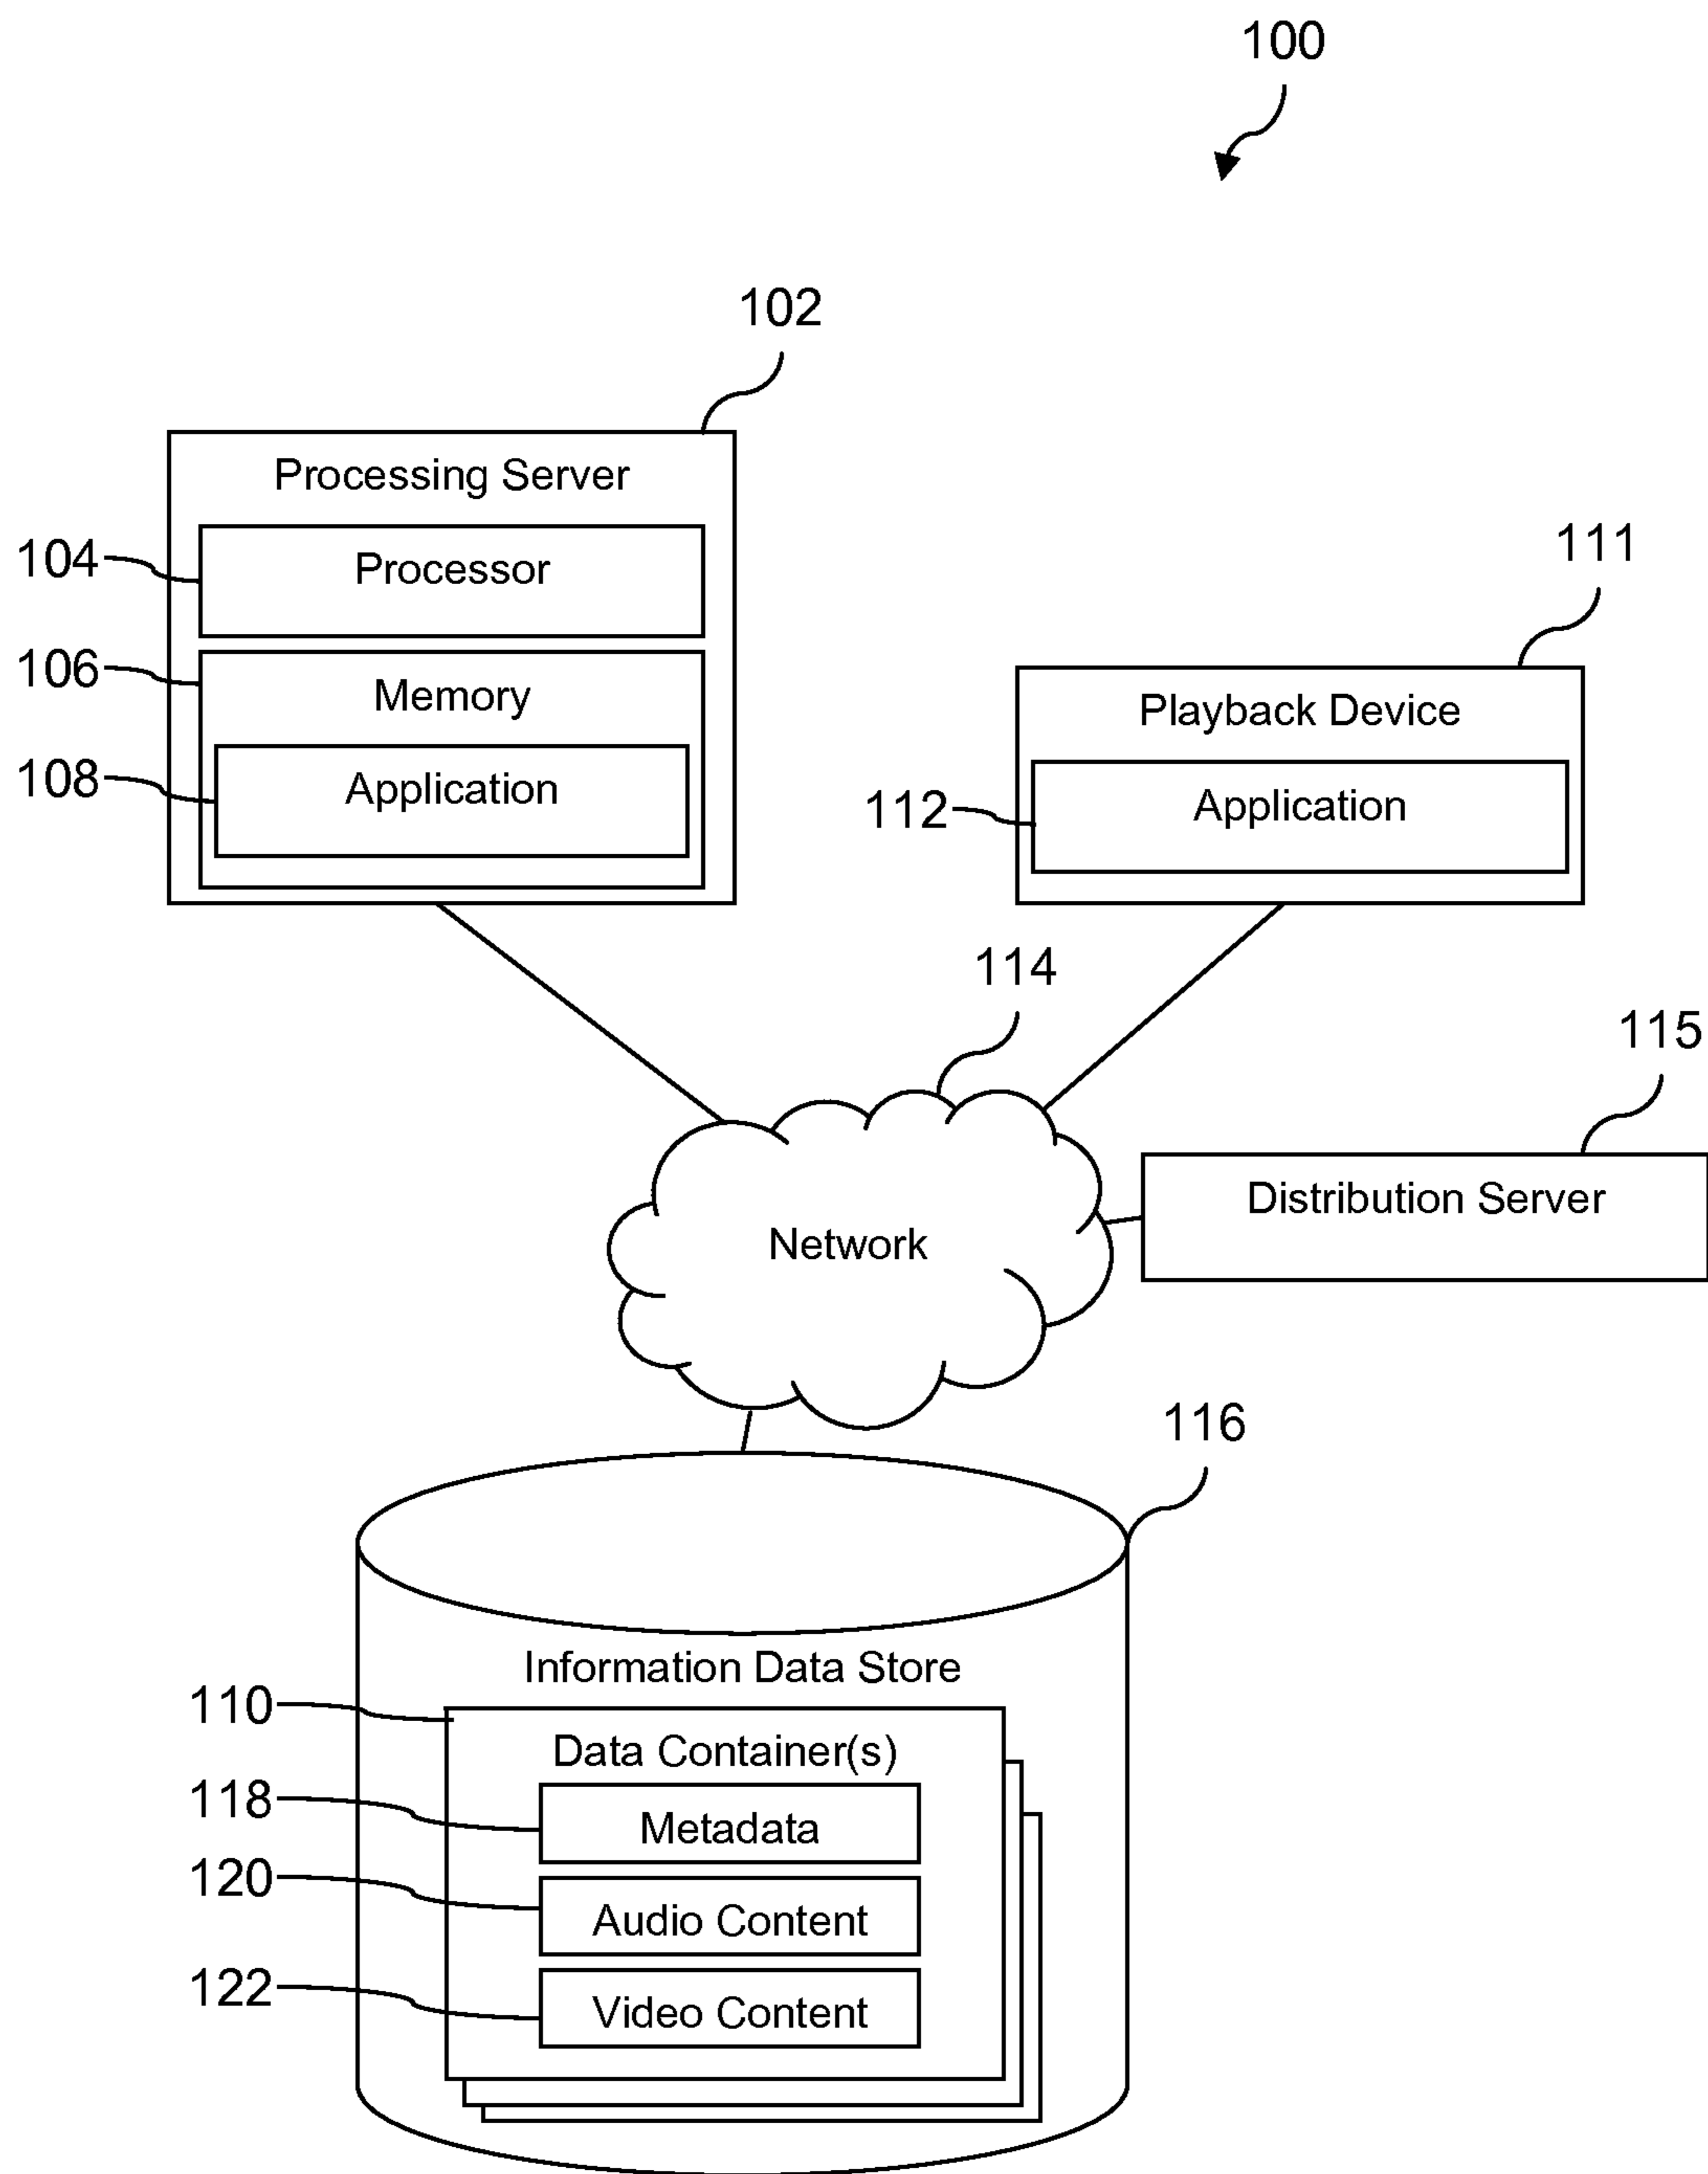 100
102
Processing Server
104
Processor
106
Memory
108
Application
111
Playback Device
112
Application
114
115
Network
Distribution Server
116
Information Data Store
110
Data Container(s)
118
Metadata
120
Audio Content
122
Video Content